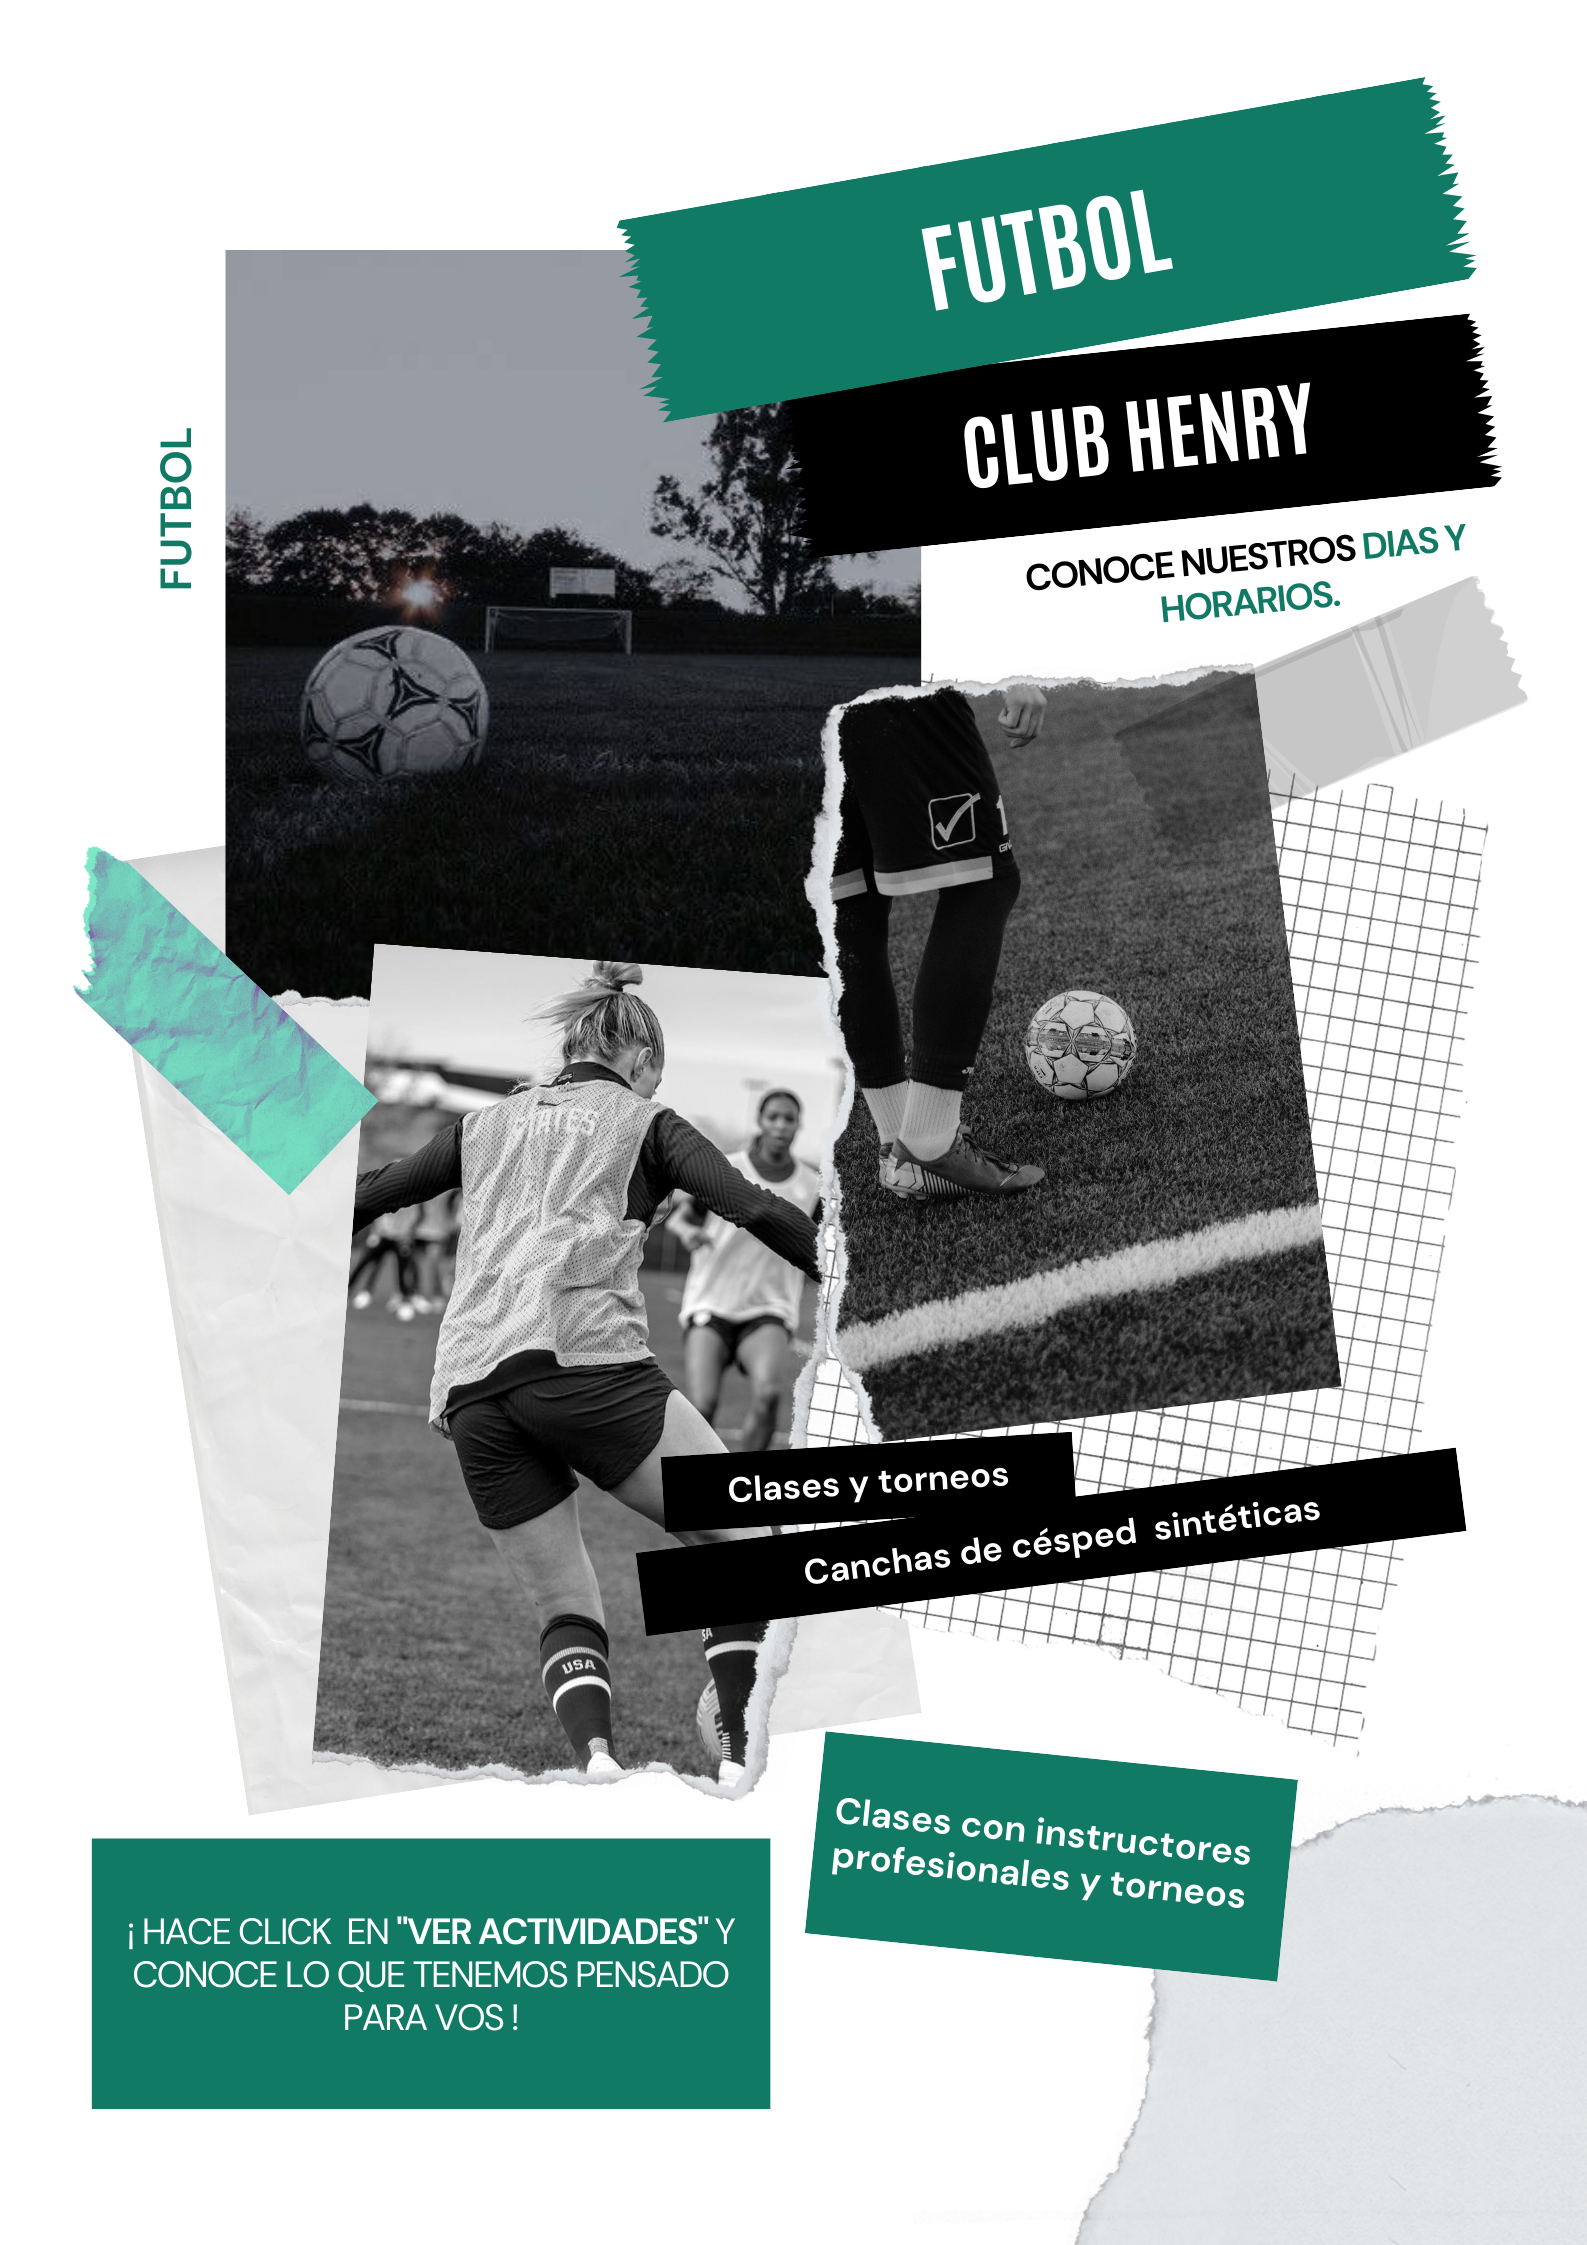 FUTBOL
CLUB HENRY
CONOCE NUESTROS DIAS Y
HORARIOS.
FUTBOL
USA
Clases y torneos
Canchas de césped sintéticas
Clases con instructores
profesionales y torneos
¡ HACE CLICK EN "VER ACTIVIDADES" Y
CONOCE LO QUE TENEMOS PENSADO
PARA VOS !